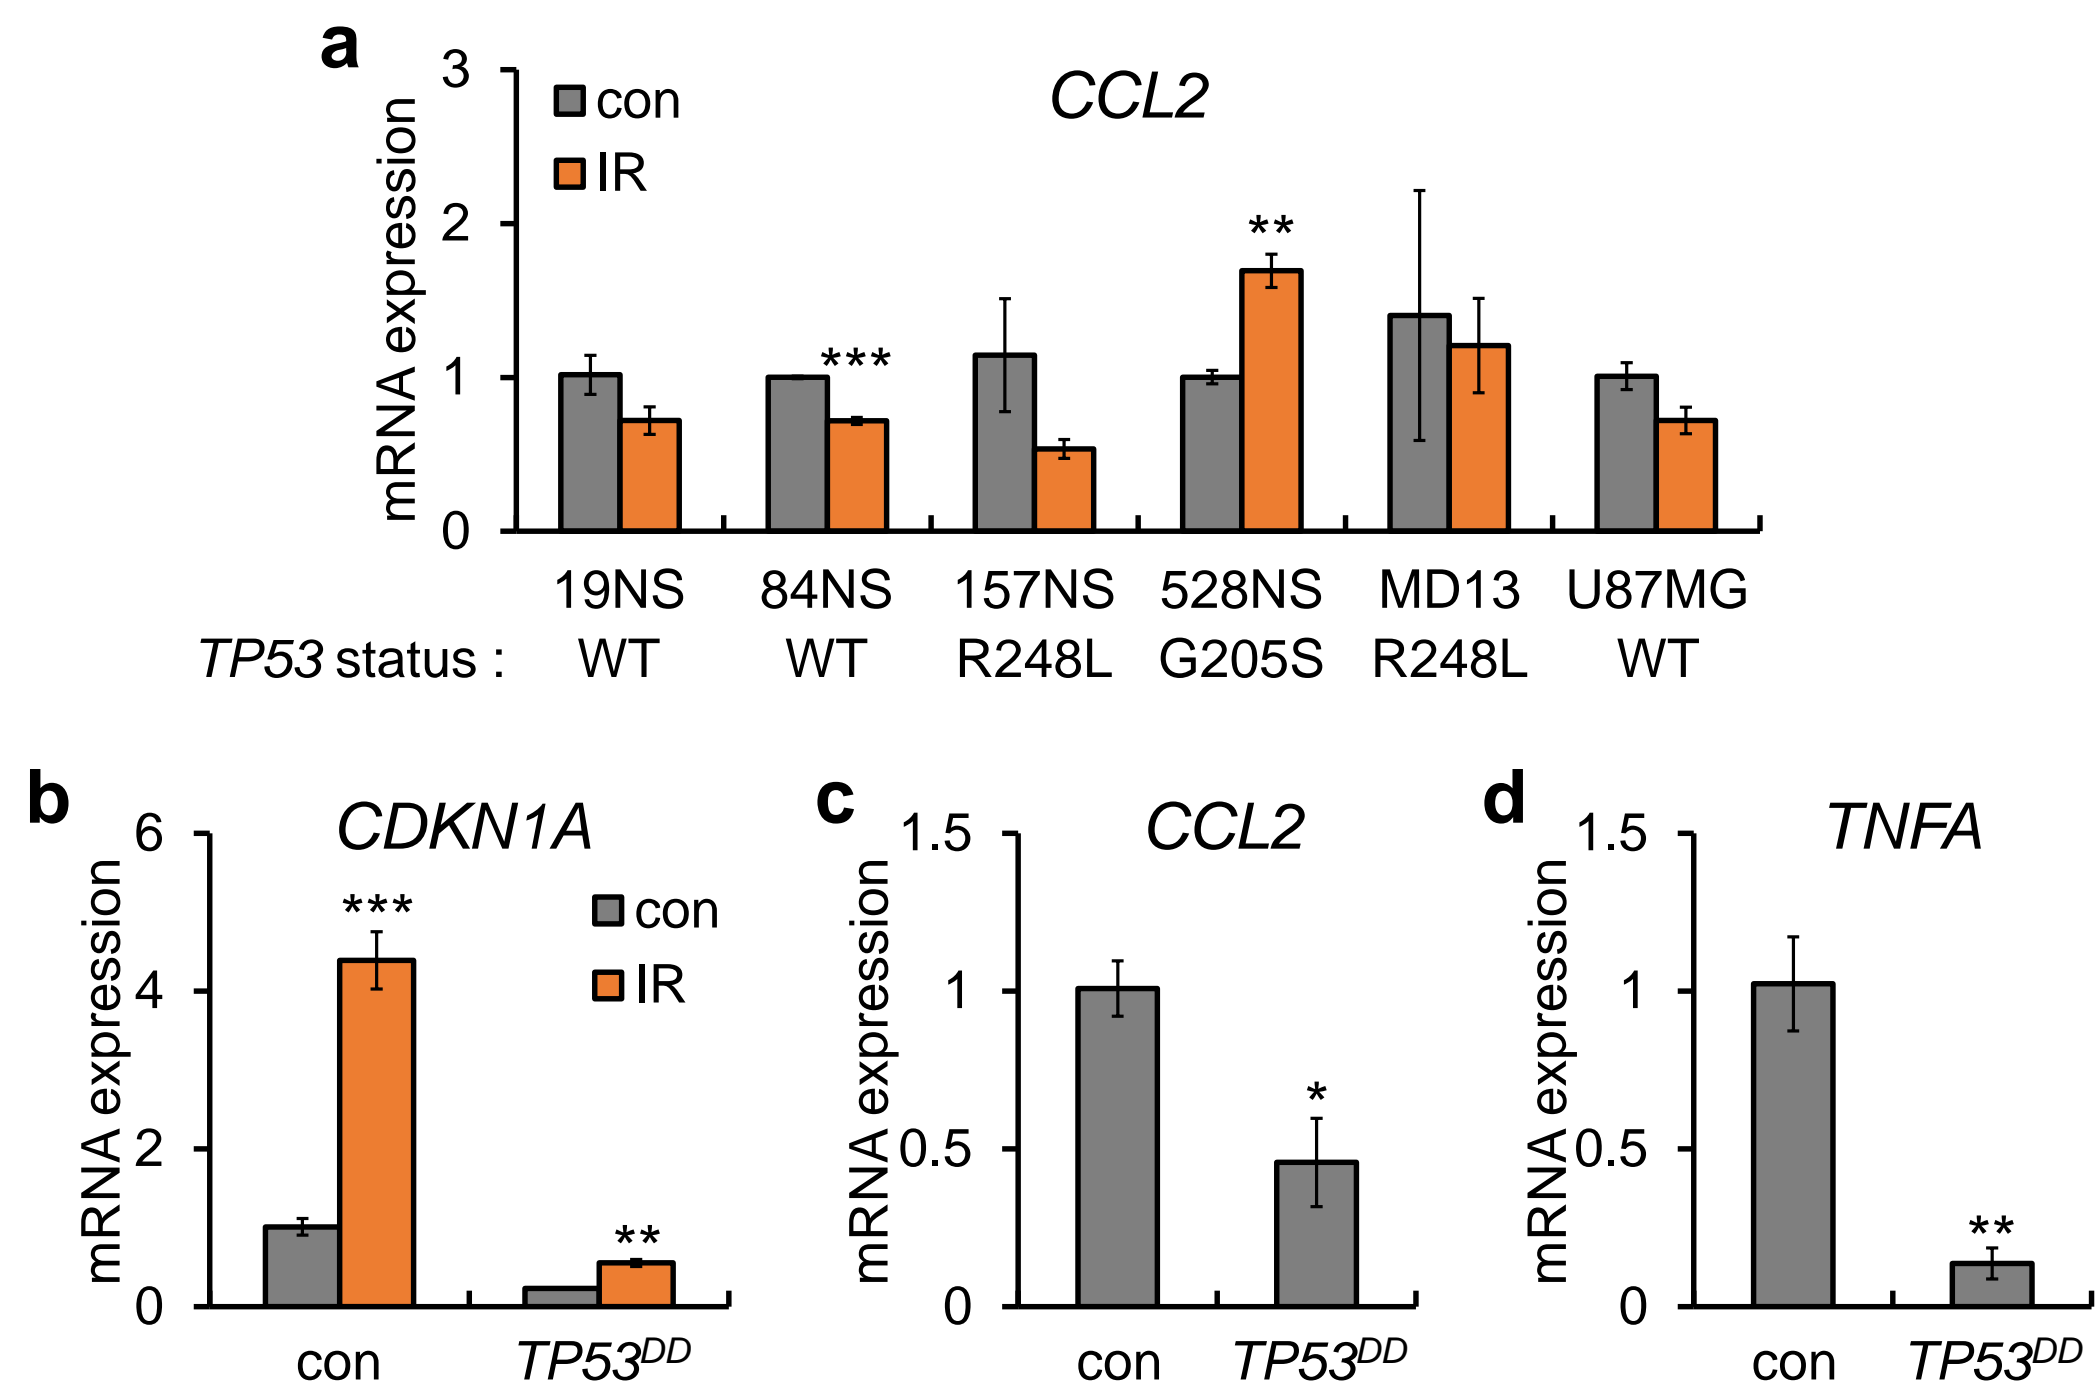 a
CCL2
mRNA expression
3
2
1
0
con
IR
***
**
19NS 84NS 157NS 528NS MD13 U87MG
TP53 status : WT WT R248L G205S R248L WT
b
CDKN1A
mRNA expression
6
4
2
0
con
IR
***
**
con TP53DD
c
CCL2
mRNA expression
1.5
1
0.5
0
*
con TP53DD
d
TNFA
mRNA expression
1.5
1
0.5
0
**
con TP53DD